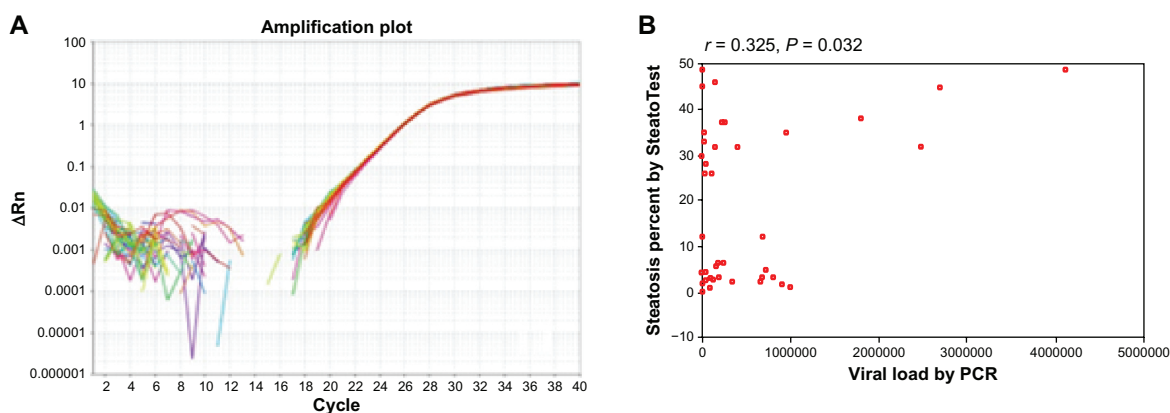 A
Amplification plot
100
10
1
0.1
0.01
0.001
0.0001
0.00001
0.000001
ΔRn
2 4 6 8 10 12 14 16 18 20 22 24 26 28 30 32 34 36 38 40
Cycle
B
r = 0.325, P = 0.032
50
40
30
20
10
0
−10
Steatosis percent by SteatoTest
0 1000000 2000000 3000000 4000000 5000000
Viral load by PCR